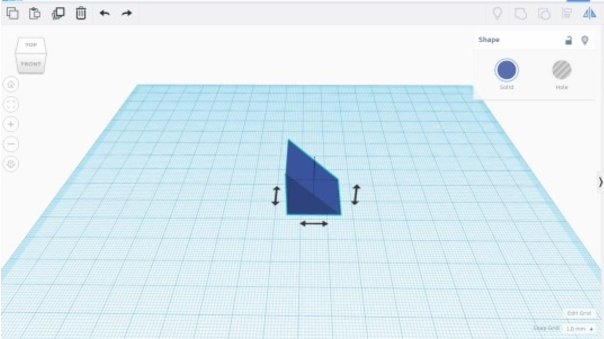 TOP
FRONT
Shape
Solid
Hole
Edit Grid
Snap Grid
1.0 mm